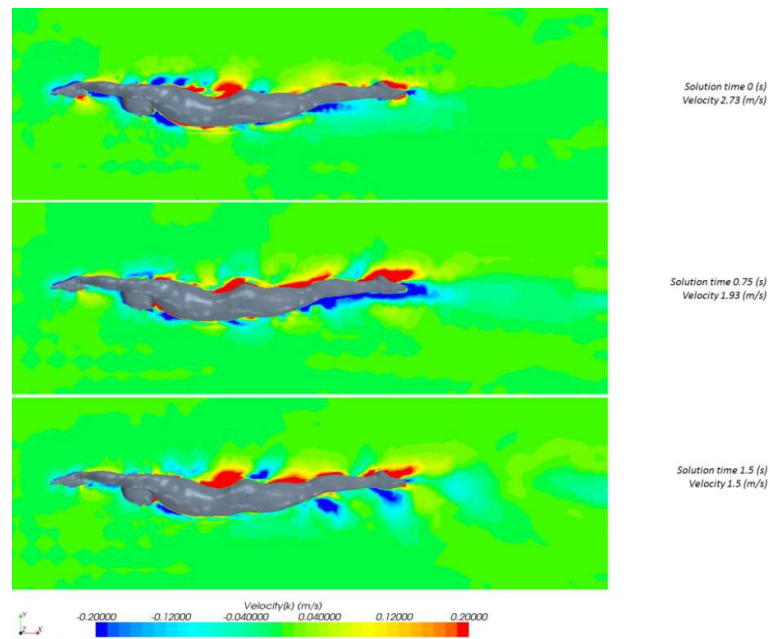 Solution time 0 (s)
Velocity 2.73 (m/s)
Solution time 0.75 (s)
Velocity 1.93 (m/s)
Solution time 1.5 (s)
Velocity 1.5 (m/s)
Velocity(k) (m/s)
-0.20000 -0.12000 -0.040000 0.040000 0.12000 0.20000
Y
Z X